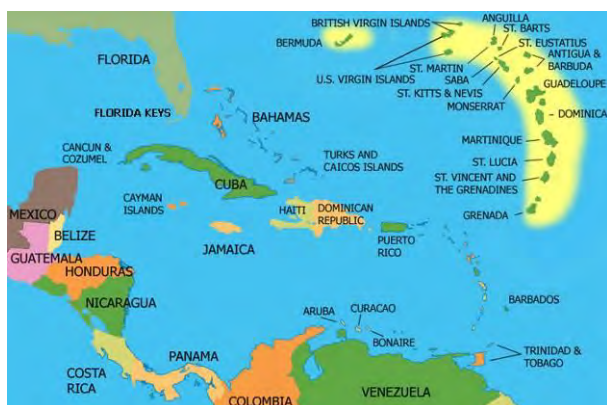 BRITISH VIRGIN ISLANDS
BERMUDA
U.S. VIRGIN ISLANDS
ANGUILLA
ST. BARTS
ST. MARTIN
ST. EUSTATIUS
SABA
ANTIGUA &
BARBUDA
ST. KITTS & NEVIS
MONSERRAT
GUADELOUPE
DOMINICA
MARTINIQUE
ST. LUCIA
ST. VINCENT AND
THE GRENADINES
GRENADA
FLORIDA
FLORIDA KEYS
BAHAMAS
CANCUN &
COZUMEL
CUBA
TURKS AND
CAICOS ISLANDS
CAYMAN
ISLANDS
HAITI
DOMINICAN
REPUBLIC
JAMAICA
PUERTO
RICO
MEXICO
BELIZE
GUATEMALA
HONDURAS
NICARAGUA
COSTA
RICA
PANAMA
COLOMBIA
VENEZUELA
ARUBA
CURACAO
BONAIRE
BARBADOS
TRINIDAD &
TOBAGO